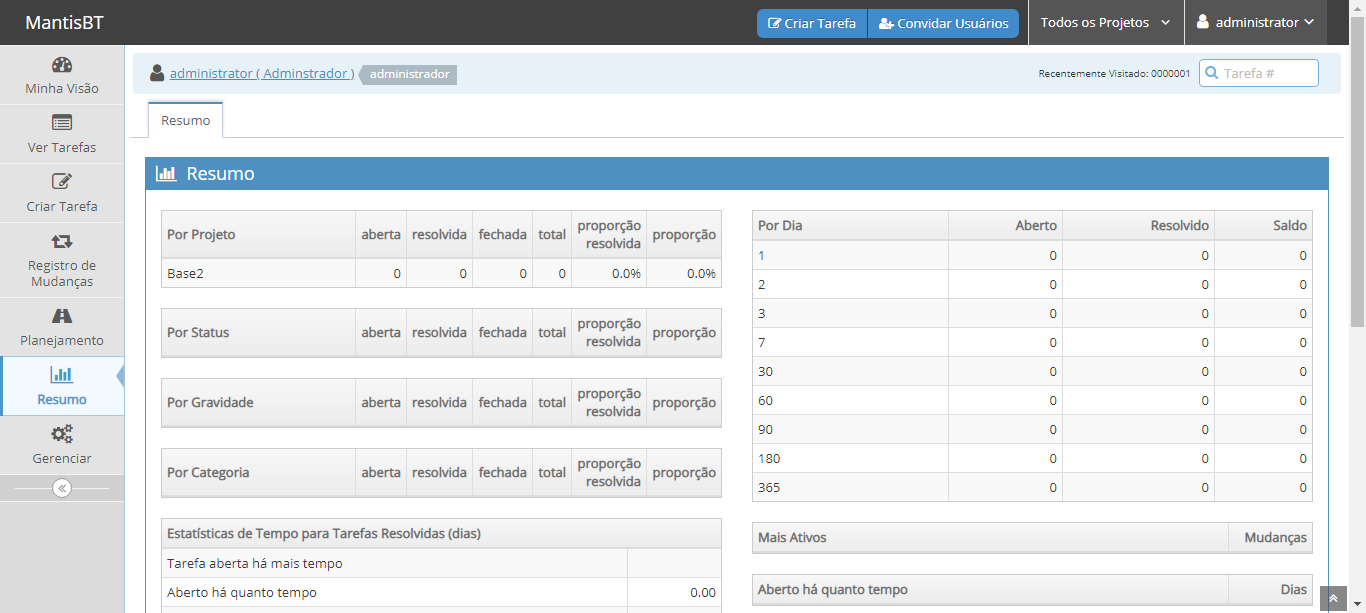 MantisBT
Criar Tarefa
Convidar Usuários
Todos os Projetos
administrator
Minha Visão
Ver Tarefas
Criar Tarefa
Registro de
Mudanças
Planejamento
Resumo
Gerenciar
administrator ( Adminstrador )
administrador
Recentemente Visitado: 0000001
Tarefa #
Resumo
Resumo
Por Projeto aberta resolvida fechada total proporção resolvida proporção
Base2 0 0 0 0 0.0% 0.0%
Por Status aberta resolvida fechada total proporção resolvida proporção
Por Gravidade aberta resolvida fechada total proporção resolvida proporção
Por Categoria aberta resolvida fechada total proporção resolvida proporção
Estatísticas de Tempo para Tarefas Resolvidas (dias)
Tarefa aberta há mais tempo
Aberto há quanto tempo 0.00
Por Dia Aberto Resolvido Saldo
1 0 0 0
2 0 0 0
3 0 0 0
7 0 0 0
30 0 0 0
60 0 0 0
90 0 0 0
180 0 0 0
365 0 0 0
Mais Ativos Mudanças
Aberto há quanto tempo Dias